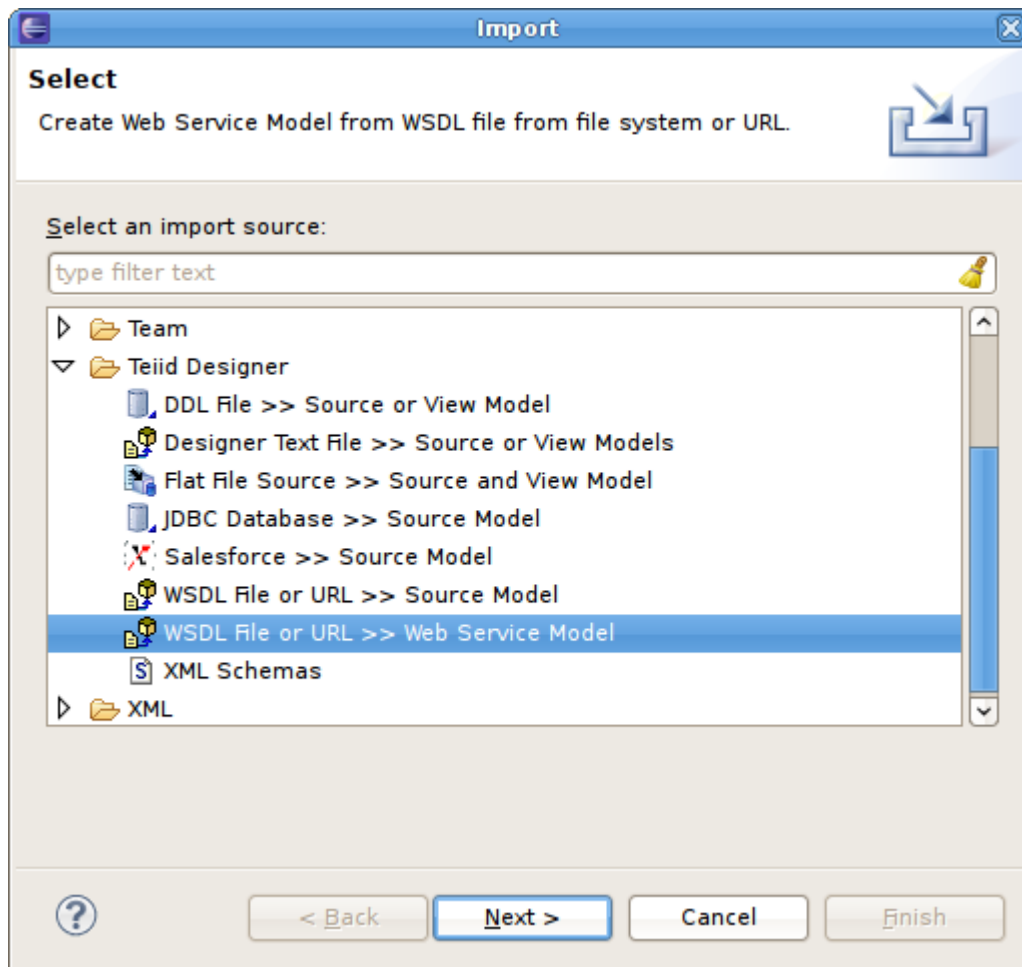 Import
Select
Create Web Service Model from WSDL file from file system or URL.
Select an import source:
type filter text
Team
Teiid Designer
DDL File >> Source or View Model
Designer Text File >> Source or View Models
Flat File Source >> Source and View Model
JDBC Database >> Source Model
Salesforce >> Source Model
WSDL File or URL >> Source Model
WSDL File or URL >> Web Service Model
XML Schemas
XML
< Back Next > Cancel Finish